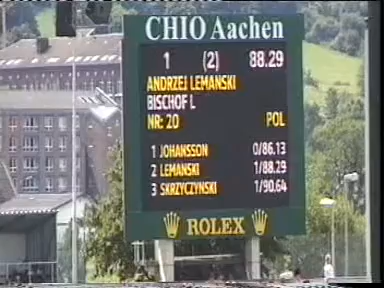 CHIO Aachen
1 (2) 88.29
ANDRZEJ LEMANSKI
BISCHOF L
NR: 20 POL
1 JOHANSSON 0/86.13
2 LEMANSKI 1/88.29
3 SKRZYCZYNSKI 1/90.64
ROLEX